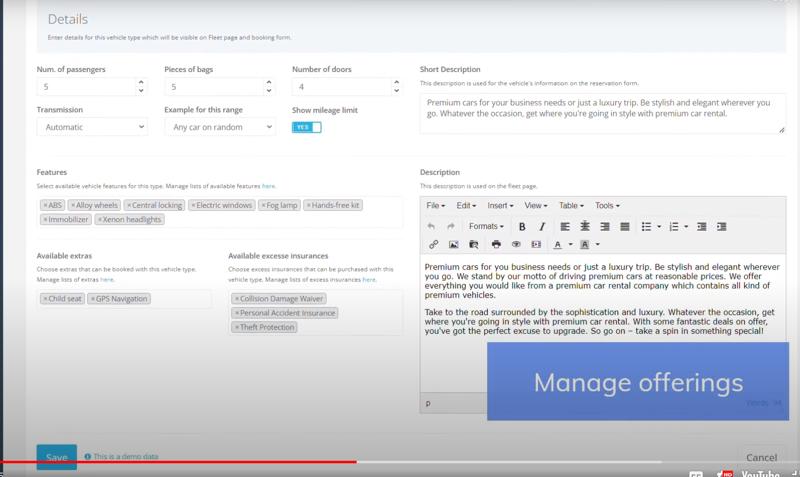 Details
Enter details for this vehicle type which will be visible on Fleet page and booking form.
Num. of passengers
Pieces of bags
Number of doors
Short Description
This description is used for the vehicle's information on the reservation form.
5
5
4
Premium cars for your business needs or just a luxury trip. Be stylish and elegant wherever you
go. Whatever the occasion, get where you're going in style with premium car rental.
Transmission
Example for this range
Show mileage limit
Automatic
Any car on random
YES
Features
Select available vehicle features for this type. Manage lists of available features here.
×ABS ×Alloy wheels ×Central locking ×Electric windows ×Fog lamp ×Hands-free kit
×Immobilizer ×Xenon headlights
Description
This description is used on the fleet page.
File Edit Insert View Table Tools
Formats B I
A A
Available extras
Choose extras that can be booked with this vehicle type.
Manage lists of extras here.
×Child seat ×GPS Navigation
Available excesse insurances
Choose excess insurances that can be purchased with this
vehicle type. Manage lists of excess insurances here.
×Collision Damage Waiver
×Personal Accident Insurance
×Theft Protection
Premium cars for you business needs or just a luxury trip. Be stylish and elegant wherever
you go. We stand by our motto of driving premium cars at reasonable prices. We offer
everything you would like from a premium car rental company which contains all kind of
premium vehicles.
Take to the road surrounded by the sophistication and luxury. Whatever the occasion, get
where you're going in style with premium car rental. With some fantastic deals on offer,
you've got the perfect excuse to upgrade. So go on – take a spin in something special!
Manage offerings
p
Words: 94
Save
This is a demo data
Cancel
HD
YouTube